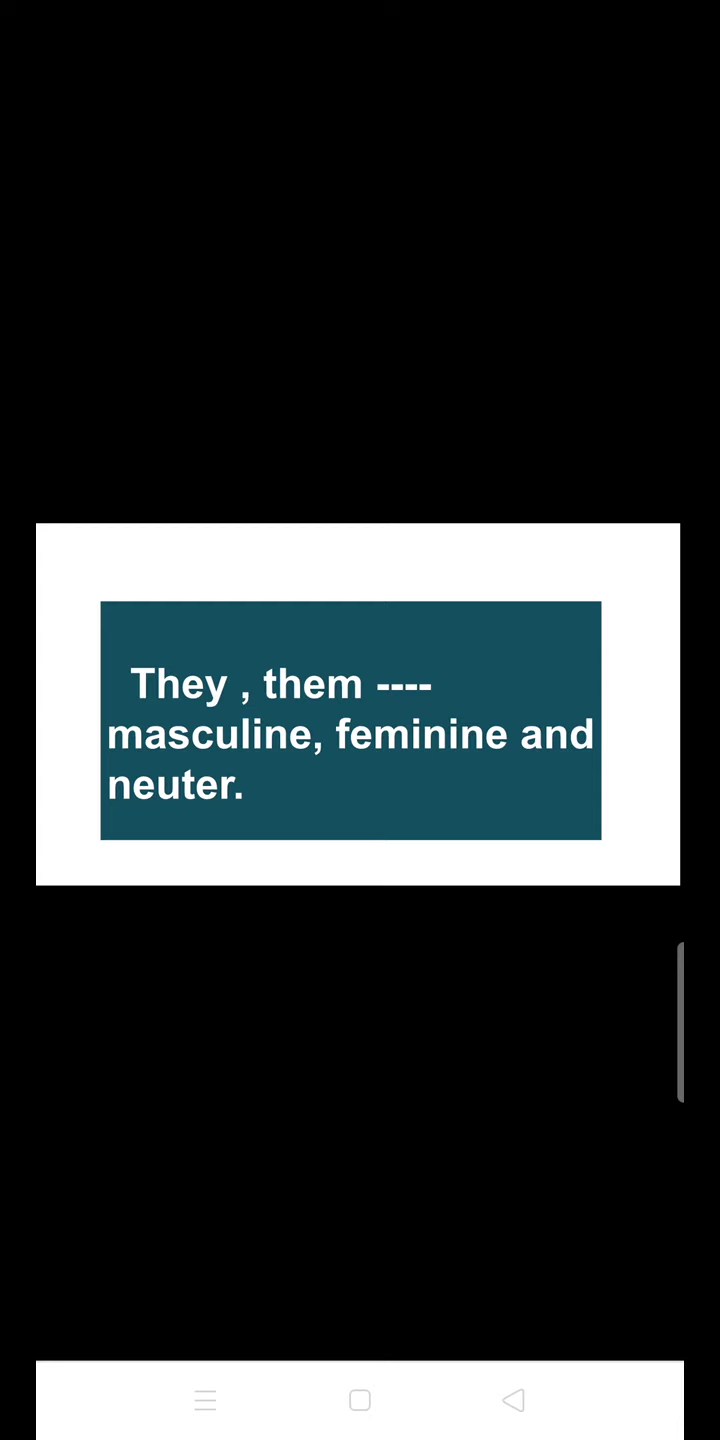 They , them ----
masculine, feminine and
neuter.